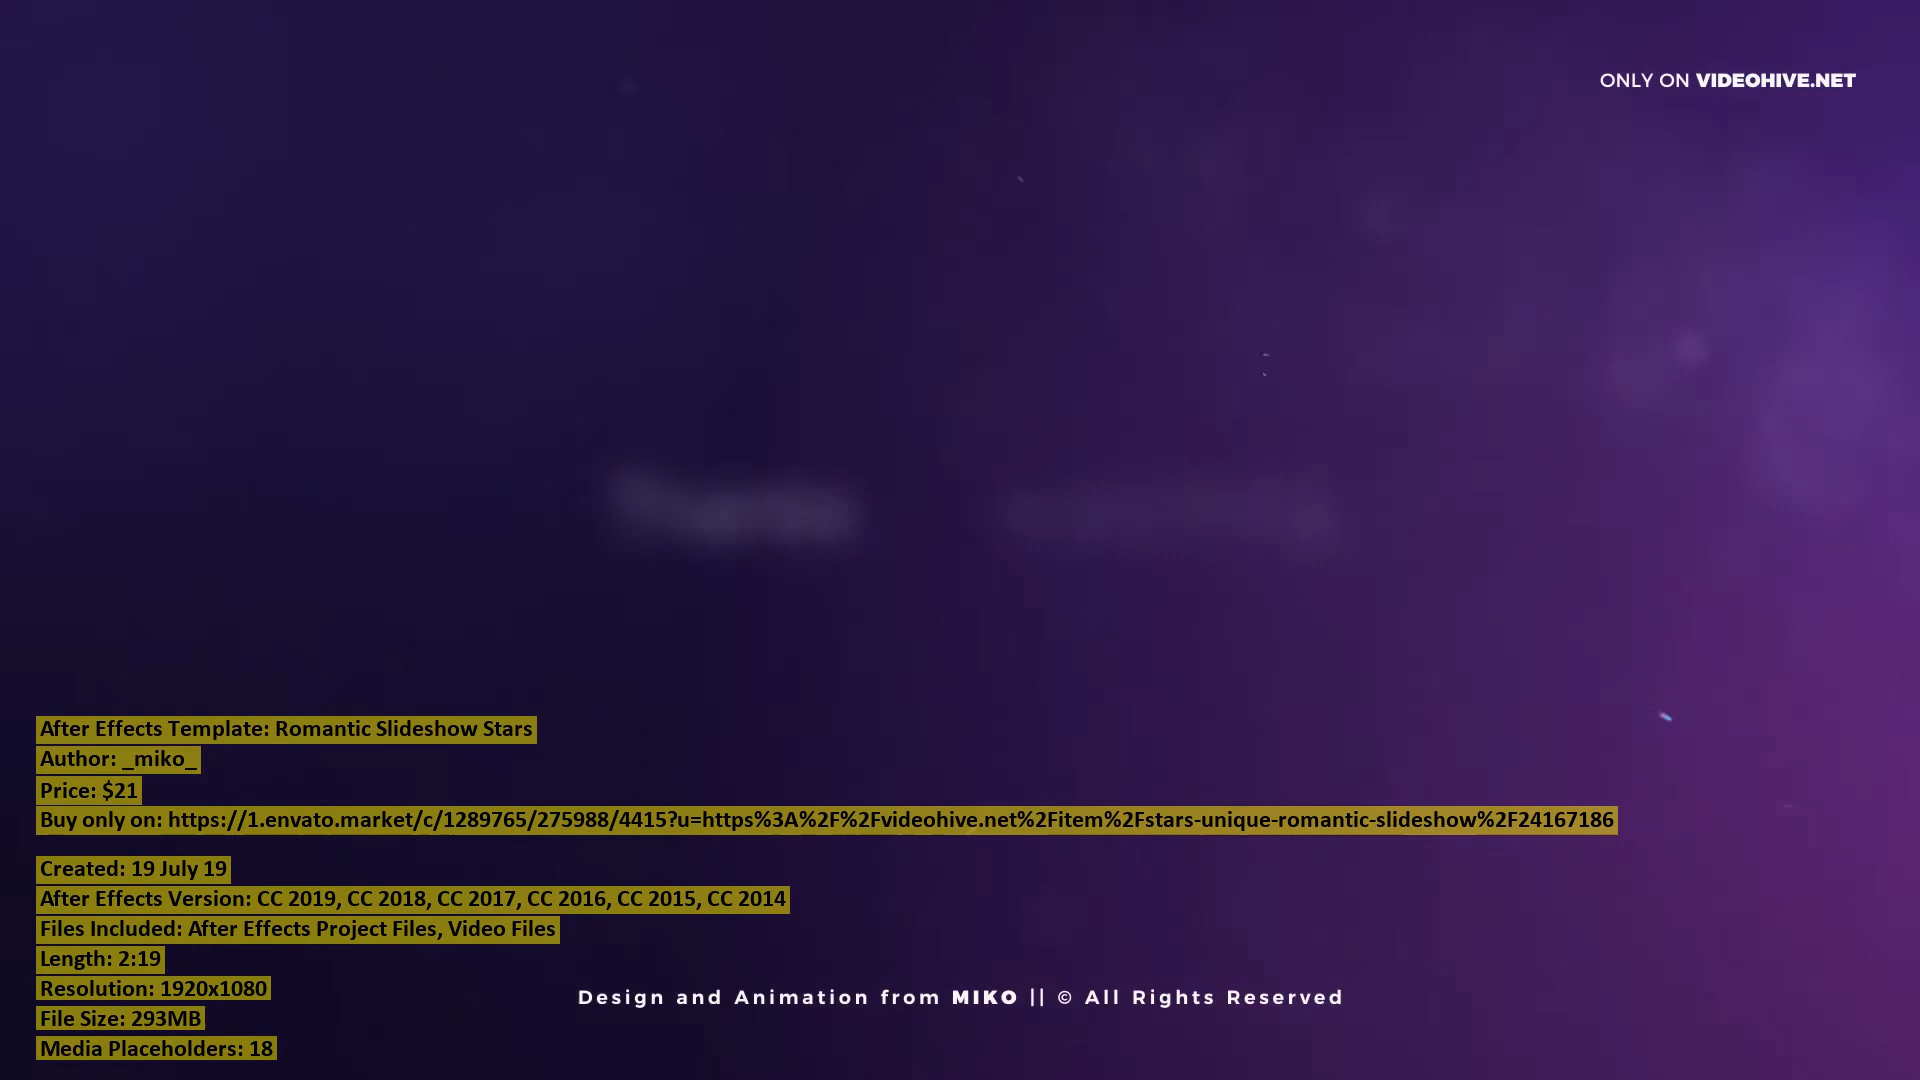 ONLY ON VIDEOHIVE.NET
After Effects Template: Romantic Slideshow Stars
Author: _miko_
Price: $21
Buy only on: https://1.envato.market/c/1289765/275988/4415?u=https%3A%2F%2Fvideohive.net%2Fitem%2Fstars-unique-romantic-slideshow%2F24167186
Created: 19 July 19
After Effects Version: CC 2019, CC 2018, CC 2017, CC 2016, CC 2015, CC 2014
Files Included: After Effects Project Files, Video Files
Length: 2:19
Resolution: 1920x1080
File Size: 293MB
Media Placeholders: 18
Design and Animation from MIKO || © All Rights Reserved